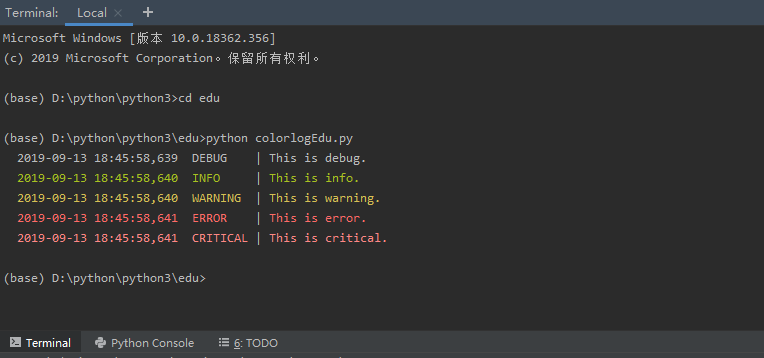 Terminal: Local × +
Microsoft Windows [版本 10.0.18362.356]
(c) 2019 Microsoft Corporation。保留所有权利。
(base) D:\python\python3>cd edu
(base) D:\python\python3\edu>python colorlogEdu.py
2019-09-13 18:45:58,639 DEBUG | This is debug.
2019-09-13 18:45:58,640 INFO | This is info.
2019-09-13 18:45:58,640 WARNING | This is warning.
2019-09-13 18:45:58,641 ERROR | This is error.
2019-09-13 18:45:58,641 CRITICAL | This is critical.
(base) D:\python\python3\edu>
Terminal Python Console 6: TODO